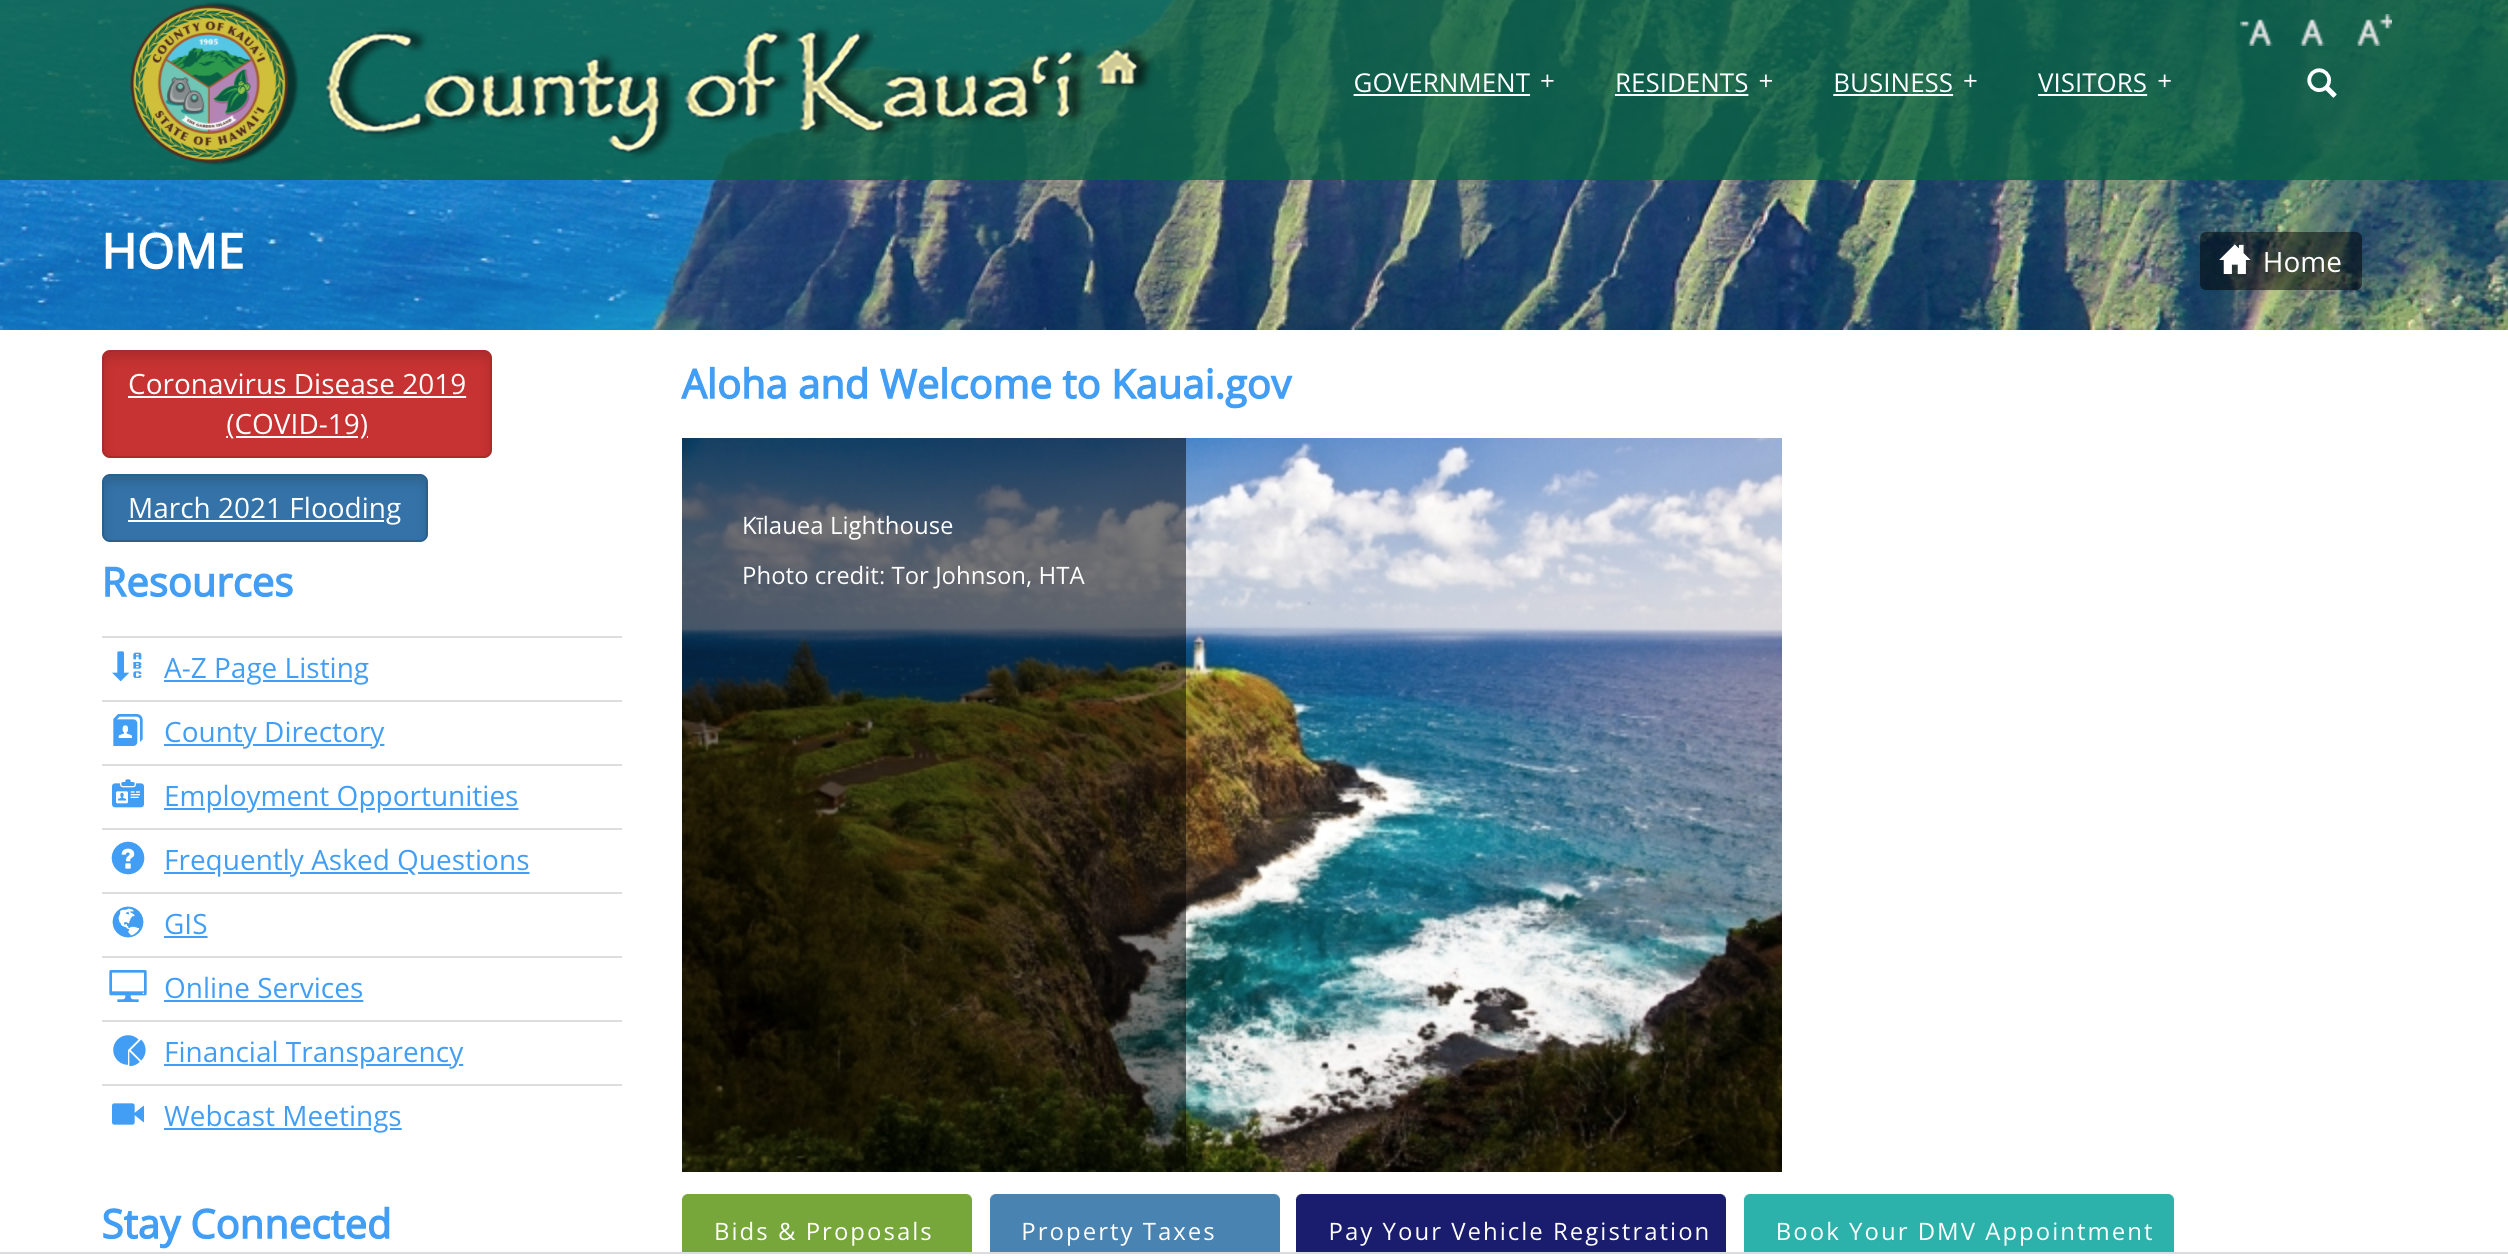 COUNTY OF KAUA'I
1905
STATE OF HAWAI'I
County of Kauaʻi
GOVERNMENT +
RESIDENTS +
BUSINESS +
VISITORS +
-A A A+
HOME
Home
Coronavirus Disease 2019
(COVID-19)
March 2021 Flooding
Resources
A-Z Page Listing
County Directory
Employment Opportunities
Frequently Asked Questions
GIS
Online Services
Financial Transparency
Webcast Meetings
Stay Connected
Aloha and Welcome to Kauai.gov
Kīlauea Lighthouse
Photo credit: Tor Johnson, HTA
Bids & Proposals
Property Taxes
Pay Your Vehicle Registration
Book Your DMV Appointment